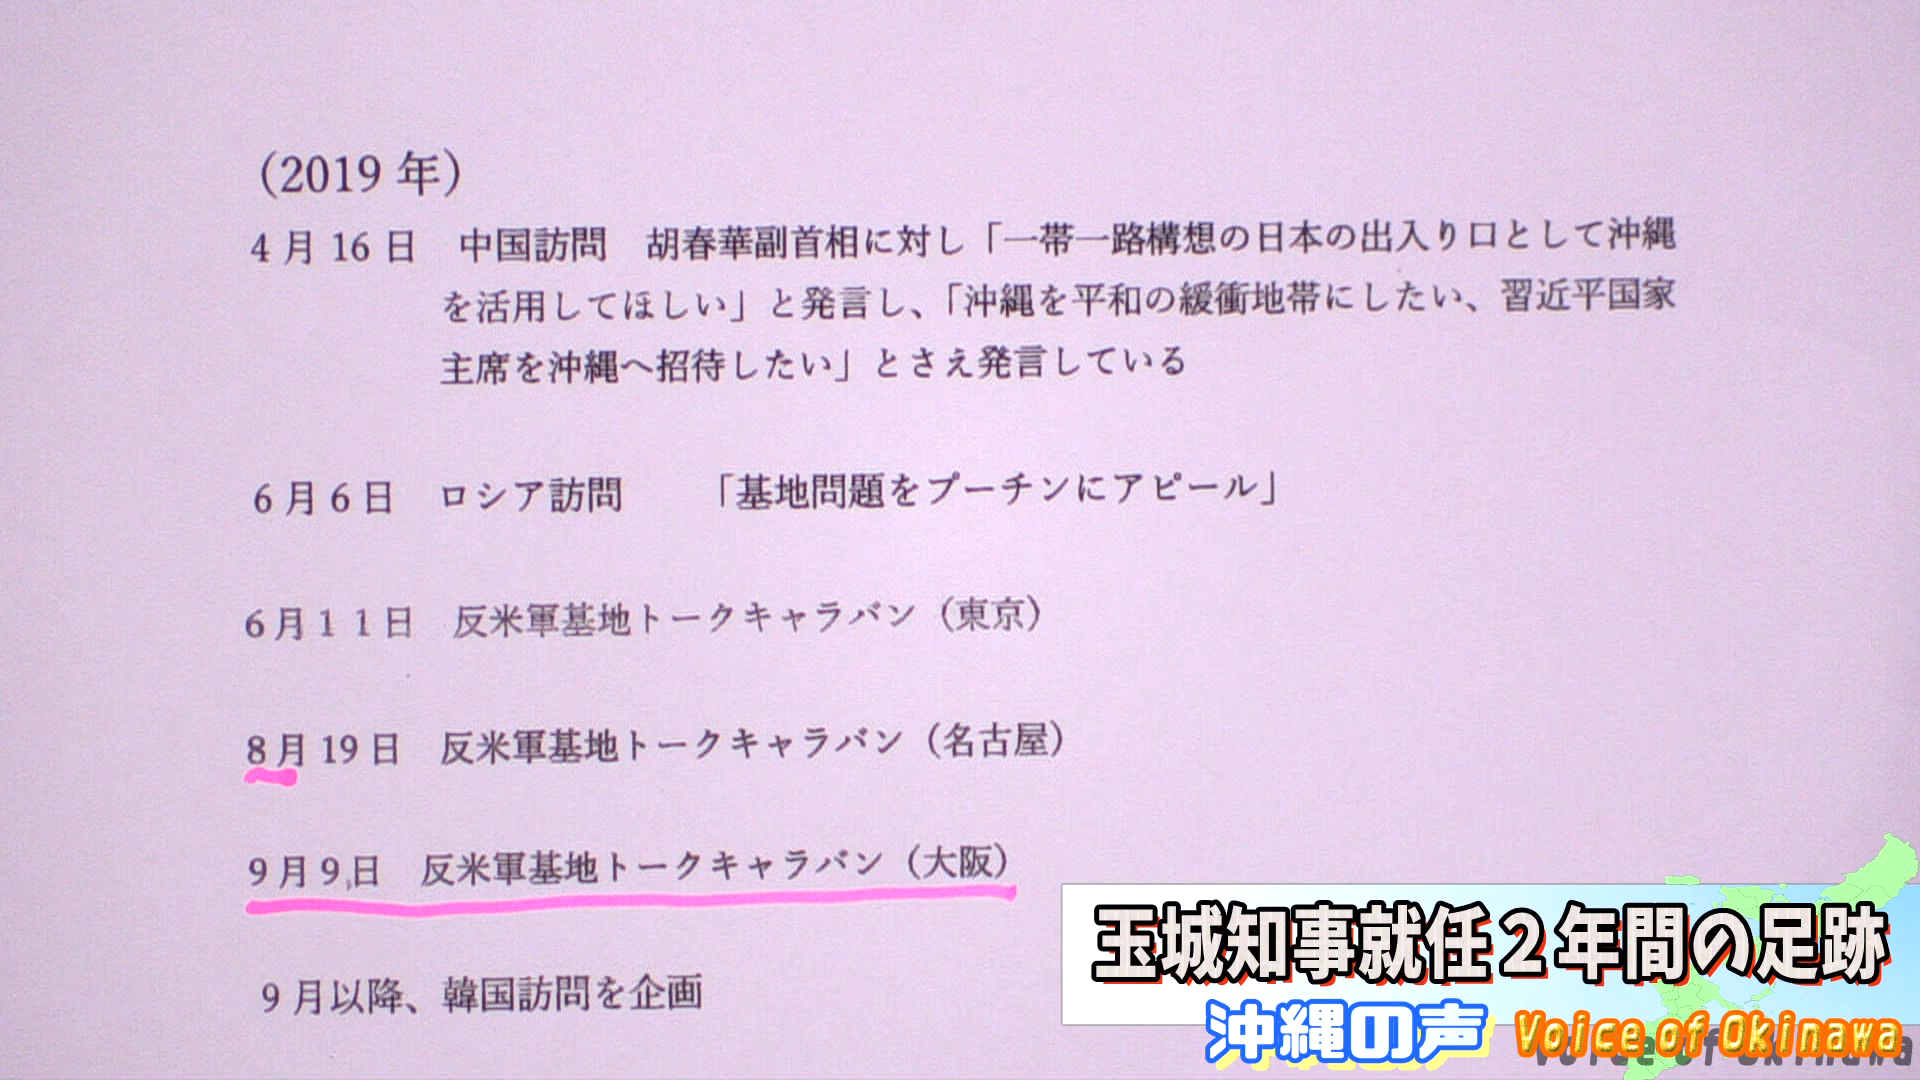 （2019 年）
4 月 16 日　中国訪問　胡春華副首相に対し「一帯一路構想の日本の出入り口として沖縄
を活用してほしい」と発言し、「沖縄を平和の緩衝地帯にしたい、習近平国家
主席を沖縄へ招待したい」とさえ発言している
6 月 6 日　ロシア訪問　　「基地問題をプーチンにアピール」
6 月１１日　反米軍基地トークキャラバン（東京）
8 月 19 日　反米軍基地トークキャラバン（名古屋）
9 月 9 日　反米軍基地トークキャラバン（大阪）
9 月以降、韓国訪問を企画
玉城知事就任２年間の足跡
沖縄の声 Voice of Okinawa